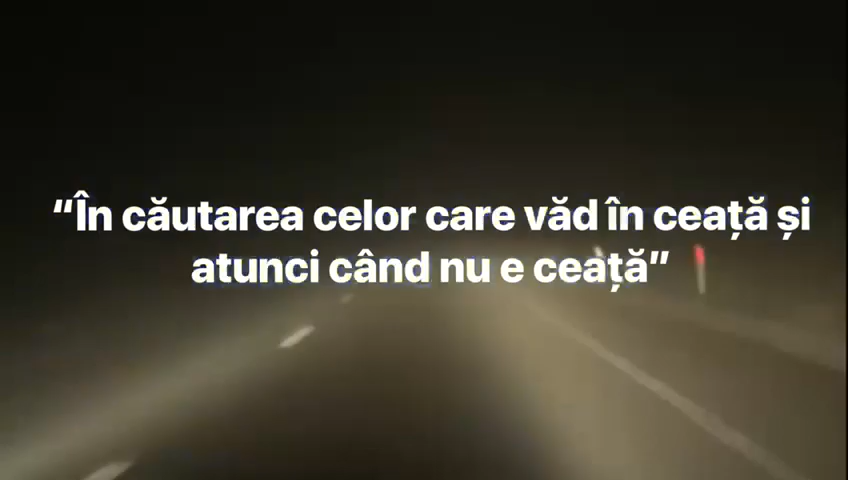 “În căutarea celor care văd în ceață și
atunci când nu e ceață”